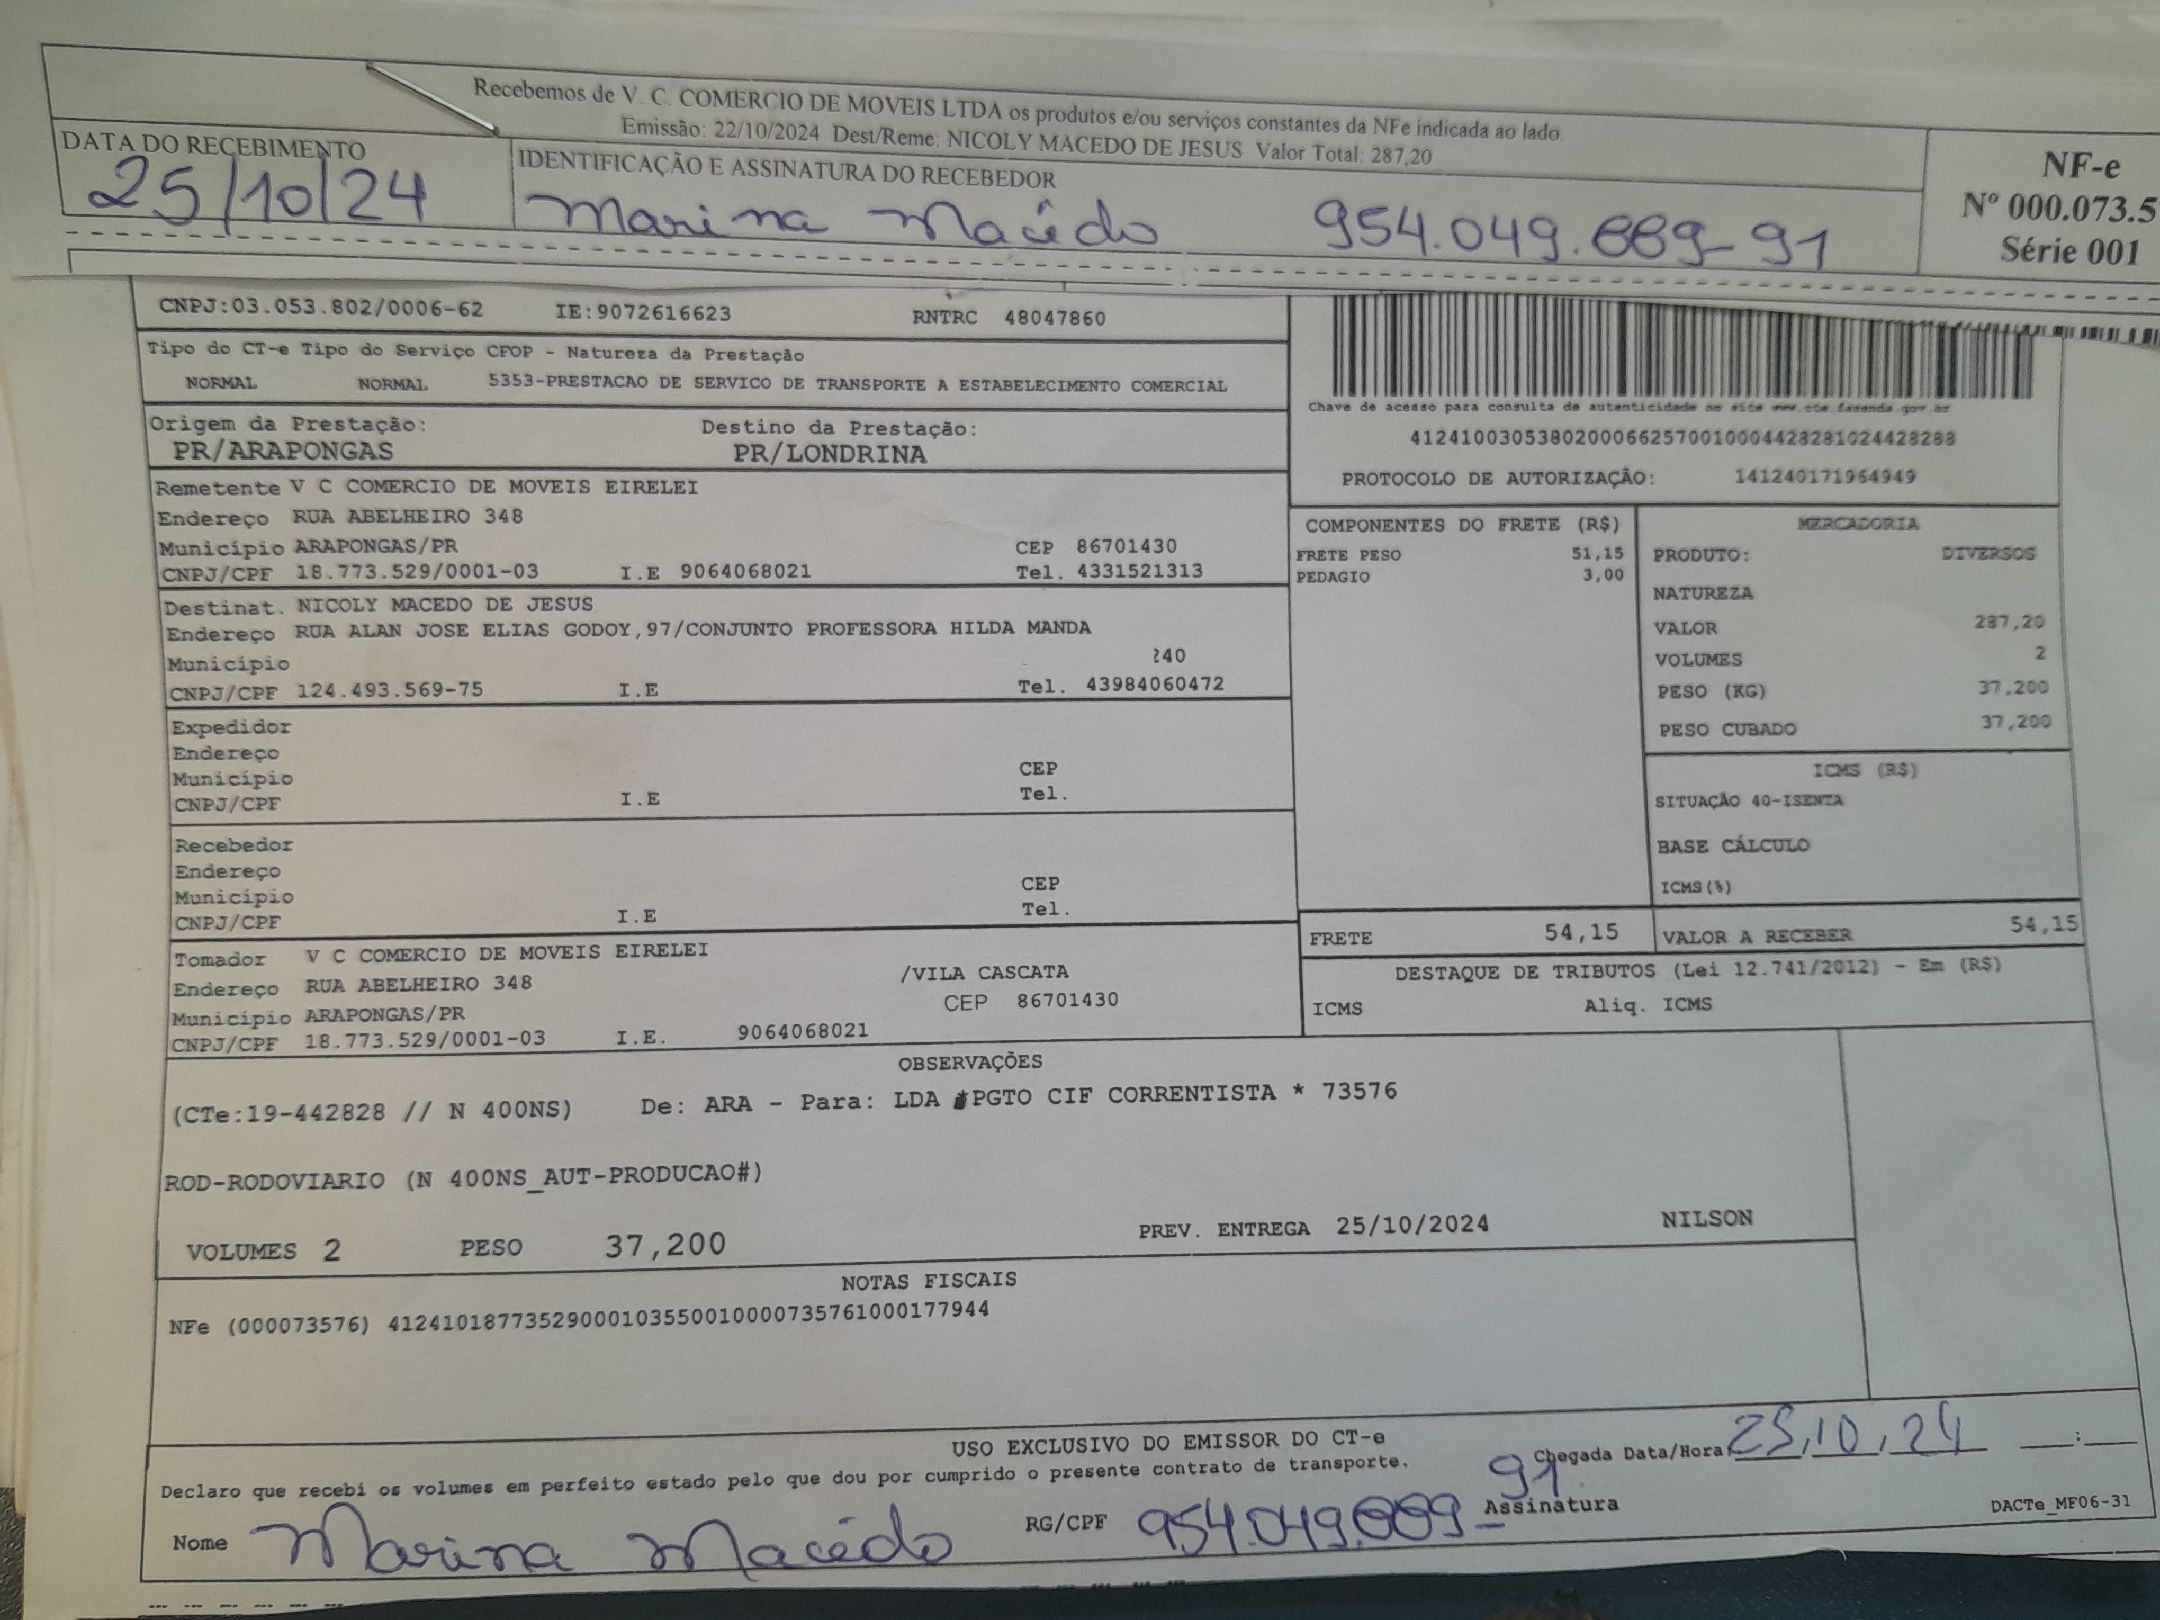 Recebemos de V. C. COMERCIO DE MOVEIS LTDA os produtos e/ou serviços constantes da NFe indicada ao lado.
Emissão: 22/10/2024 Dest/Reme: NICOLY MACEDO DE JESUS Valor Total: 287,20
DATA DO RECEBIMENTO
25/10/24
IDENTIFICAÇÃO E ASSINATURA DO RECEBEDOR
Marina Macêdo 954.049.889-91
NF-e
Nº 000.073.5
Série 001
CNPJ:03.053.802/0006-62 IE:9072616623 RNTRC 48047860
Tipo do CT-e Tipo do Serviço CFOP - Natureza da Prestação
NORMAL NORMAL 5353-PRESTACAO DE SERVICO DE TRANSPORTE A ESTABELECIMENTO COMERCIAL
Chave de acesso para consulta de autenticidade no site www.cte.fazenda.gov.br
41241003053802000662570010004428281024428288
PROTOCOLO DE AUTORIZAÇÃO: 141240171964949
Origem da Prestação: Destino da Prestação:
PR/ARAPONGAS PR/LONDRINA
Remetente V C COMERCIO DE MOVEIS EIRELEI
Endereço RUA ABELHEIRO 348
Município ARAPONGAS/PR CEP 86701430
CNPJ/CPF 18.773.529/0001-03 I.E 9064068021 Tel. 4331521313
Destinat. NICOLY MACEDO DE JESUS
Endereço RUA ALAN JOSE ELIAS GODOY,97/CONJUNTO PROFESSORA HILDA MANDA
Município 240
CNPJ/CPF 124.493.569-75 I.E Tel. 43984060472
Expedidor
Endereço
Município CEP
CNPJ/CPF I.E Tel.
Recebedor
Endereço
Município CEP
CNPJ/CPF I.E Tel.
Tomador V C COMERCIO DE MOVEIS EIRELEI
Endereço RUA ABELHEIRO 348 /VILA CASCATA
Município ARAPONGAS/PR CEP 86701430
CNPJ/CPF 18.773.529/0001-03 I.E. 9064068021
COMPONENTES DO FRETE (R$)
FRETE PESO 51,15
PEDAGIO 3,00
MERCADORIA
PRODUTO: DIVERSOS
NATUREZA
VALOR 287,20
VOLUMES 2
PESO (KG) 37,200
PESO CUBADO 37,200
ICMS (R$)
SITUAÇÃO 40-ISENTA
BASE CÁLCULO
ICMS(%)
FRETE 54,15 VALOR A RECEBER 54,15
DESTAQUE DE TRIBUTOS (Lei 12.741/2012) - Em (R$)
ICMS Aliq. ICMS
OBSERVAÇÕES
(CTe:19-442828 // N 400NS) De: ARA - Para: LDA #PGTO CIF CORRENTISTA * 73576
ROD-RODOVIARIO (N 400NS_AUT-PRODUCAO#)
VOLUMES 2 PESO 37,200 PREV. ENTREGA 25/10/2024 NILSON
NOTAS FISCAIS
NFe (000073576) 41241018773529000103550010000735761000177944
USO EXCLUSIVO DO EMISSOR DO CT-e
Chegada Data/Hora 25,10,24 __:__
Declaro que recebi os volumes em perfeito estado pelo que dou por cumprido o presente contrato de transporte.
Nome Marina Macêdo RG/CPF 954.049.889-91 Assinatura
DACTe_MF06-31